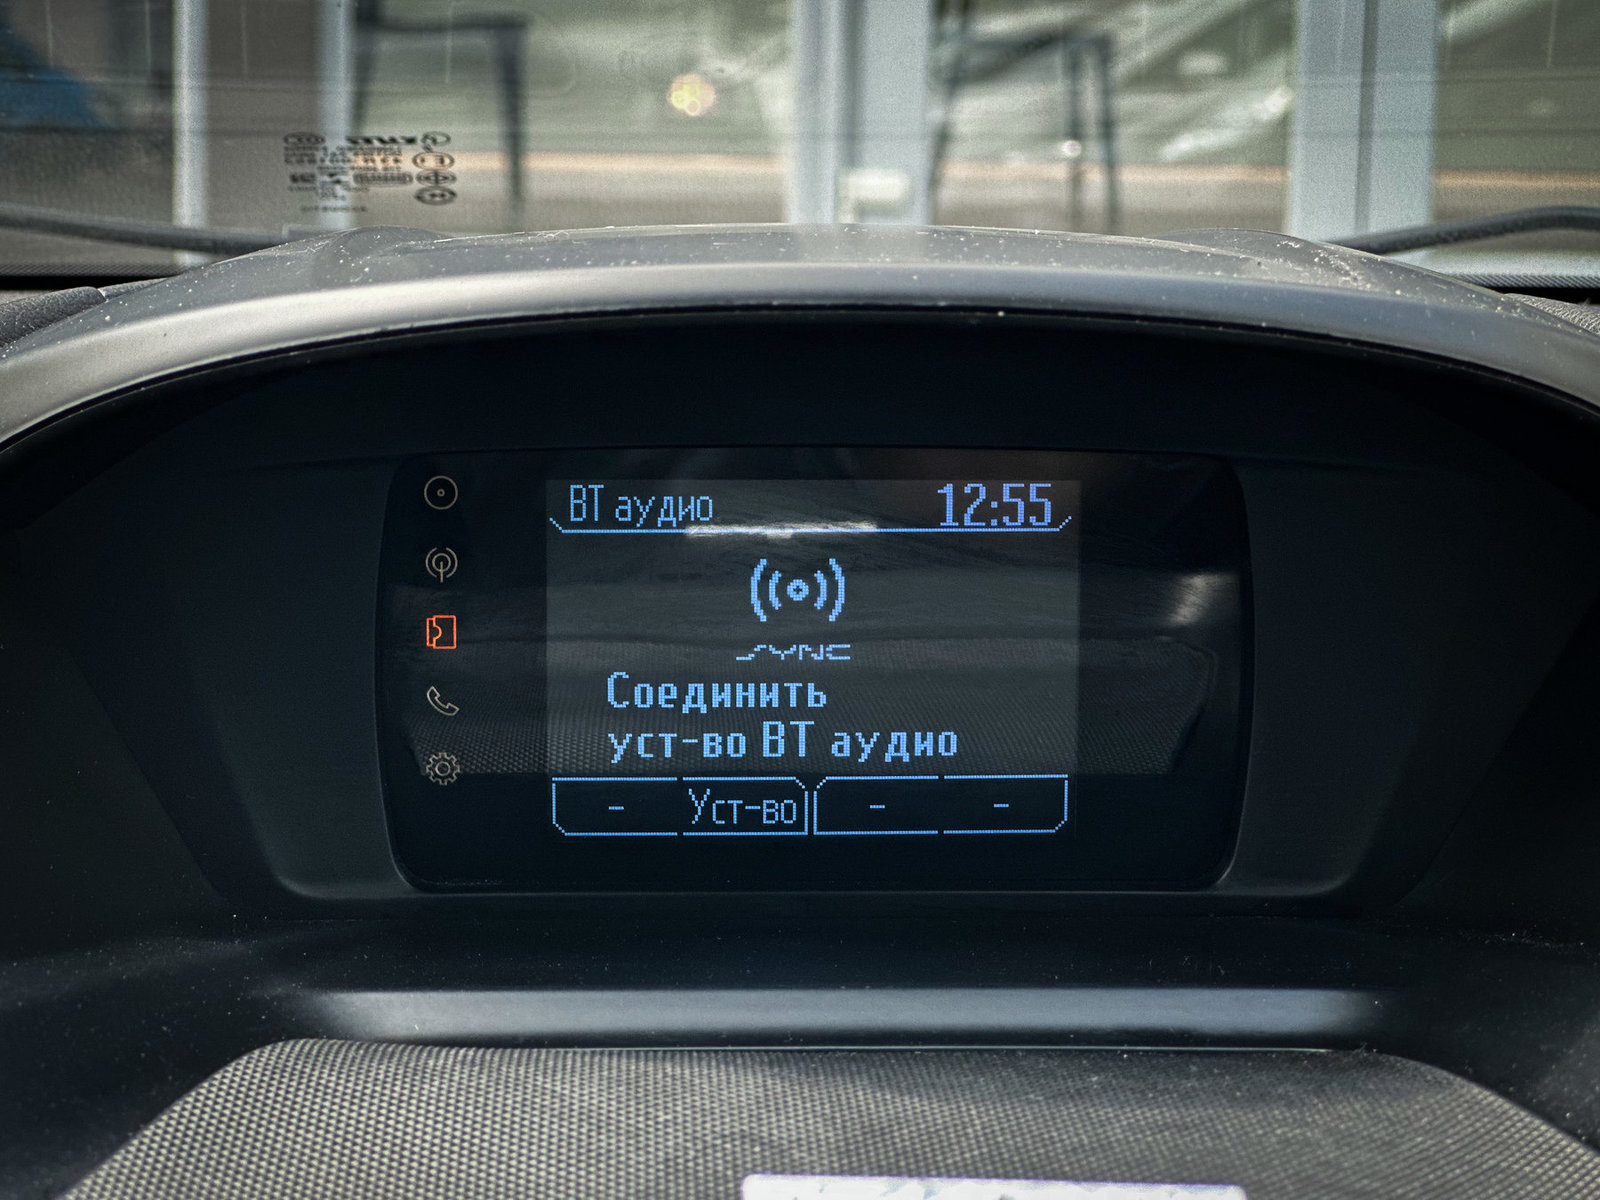 BT аудио 12:55
SYNC
Соединить
уст-во BT аудио
- Уст-во - -